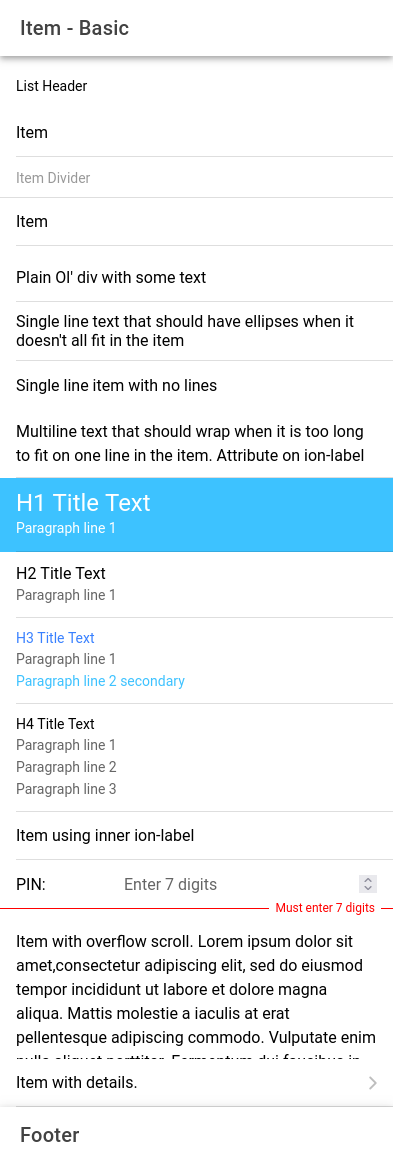 Item - Basic
List Header
Item
Item Divider
Item
Plain Ol' div with some text
Single line text that should have ellipses when it
doesn't all fit in the item
Single line item with no lines
Multiline text that should wrap when it is too long
to fit on one line in the item. Attribute on ion-label
H1 Title Text
Paragraph line 1
H2 Title Text
Paragraph line 1
H3 Title Text
Paragraph line 1
Paragraph line 2 secondary
H4 Title Text
Paragraph line 1
Paragraph line 2
Paragraph line 3
Item using inner ion-label
PIN: Enter 7 digits
Must enter 7 digits
Item with overflow scroll. Lorem ipsum dolor sit
amet,consectetur adipiscing elit, sed do eiusmod
tempor incididunt ut labore et dolore magna
aliqua. Mattis molestie a iaculis at erat
pellentesque adipiscing commodo. Vulputate enim
nulla aliquet porttitor. Fermentum dui faucibus in
Item with details.
Footer